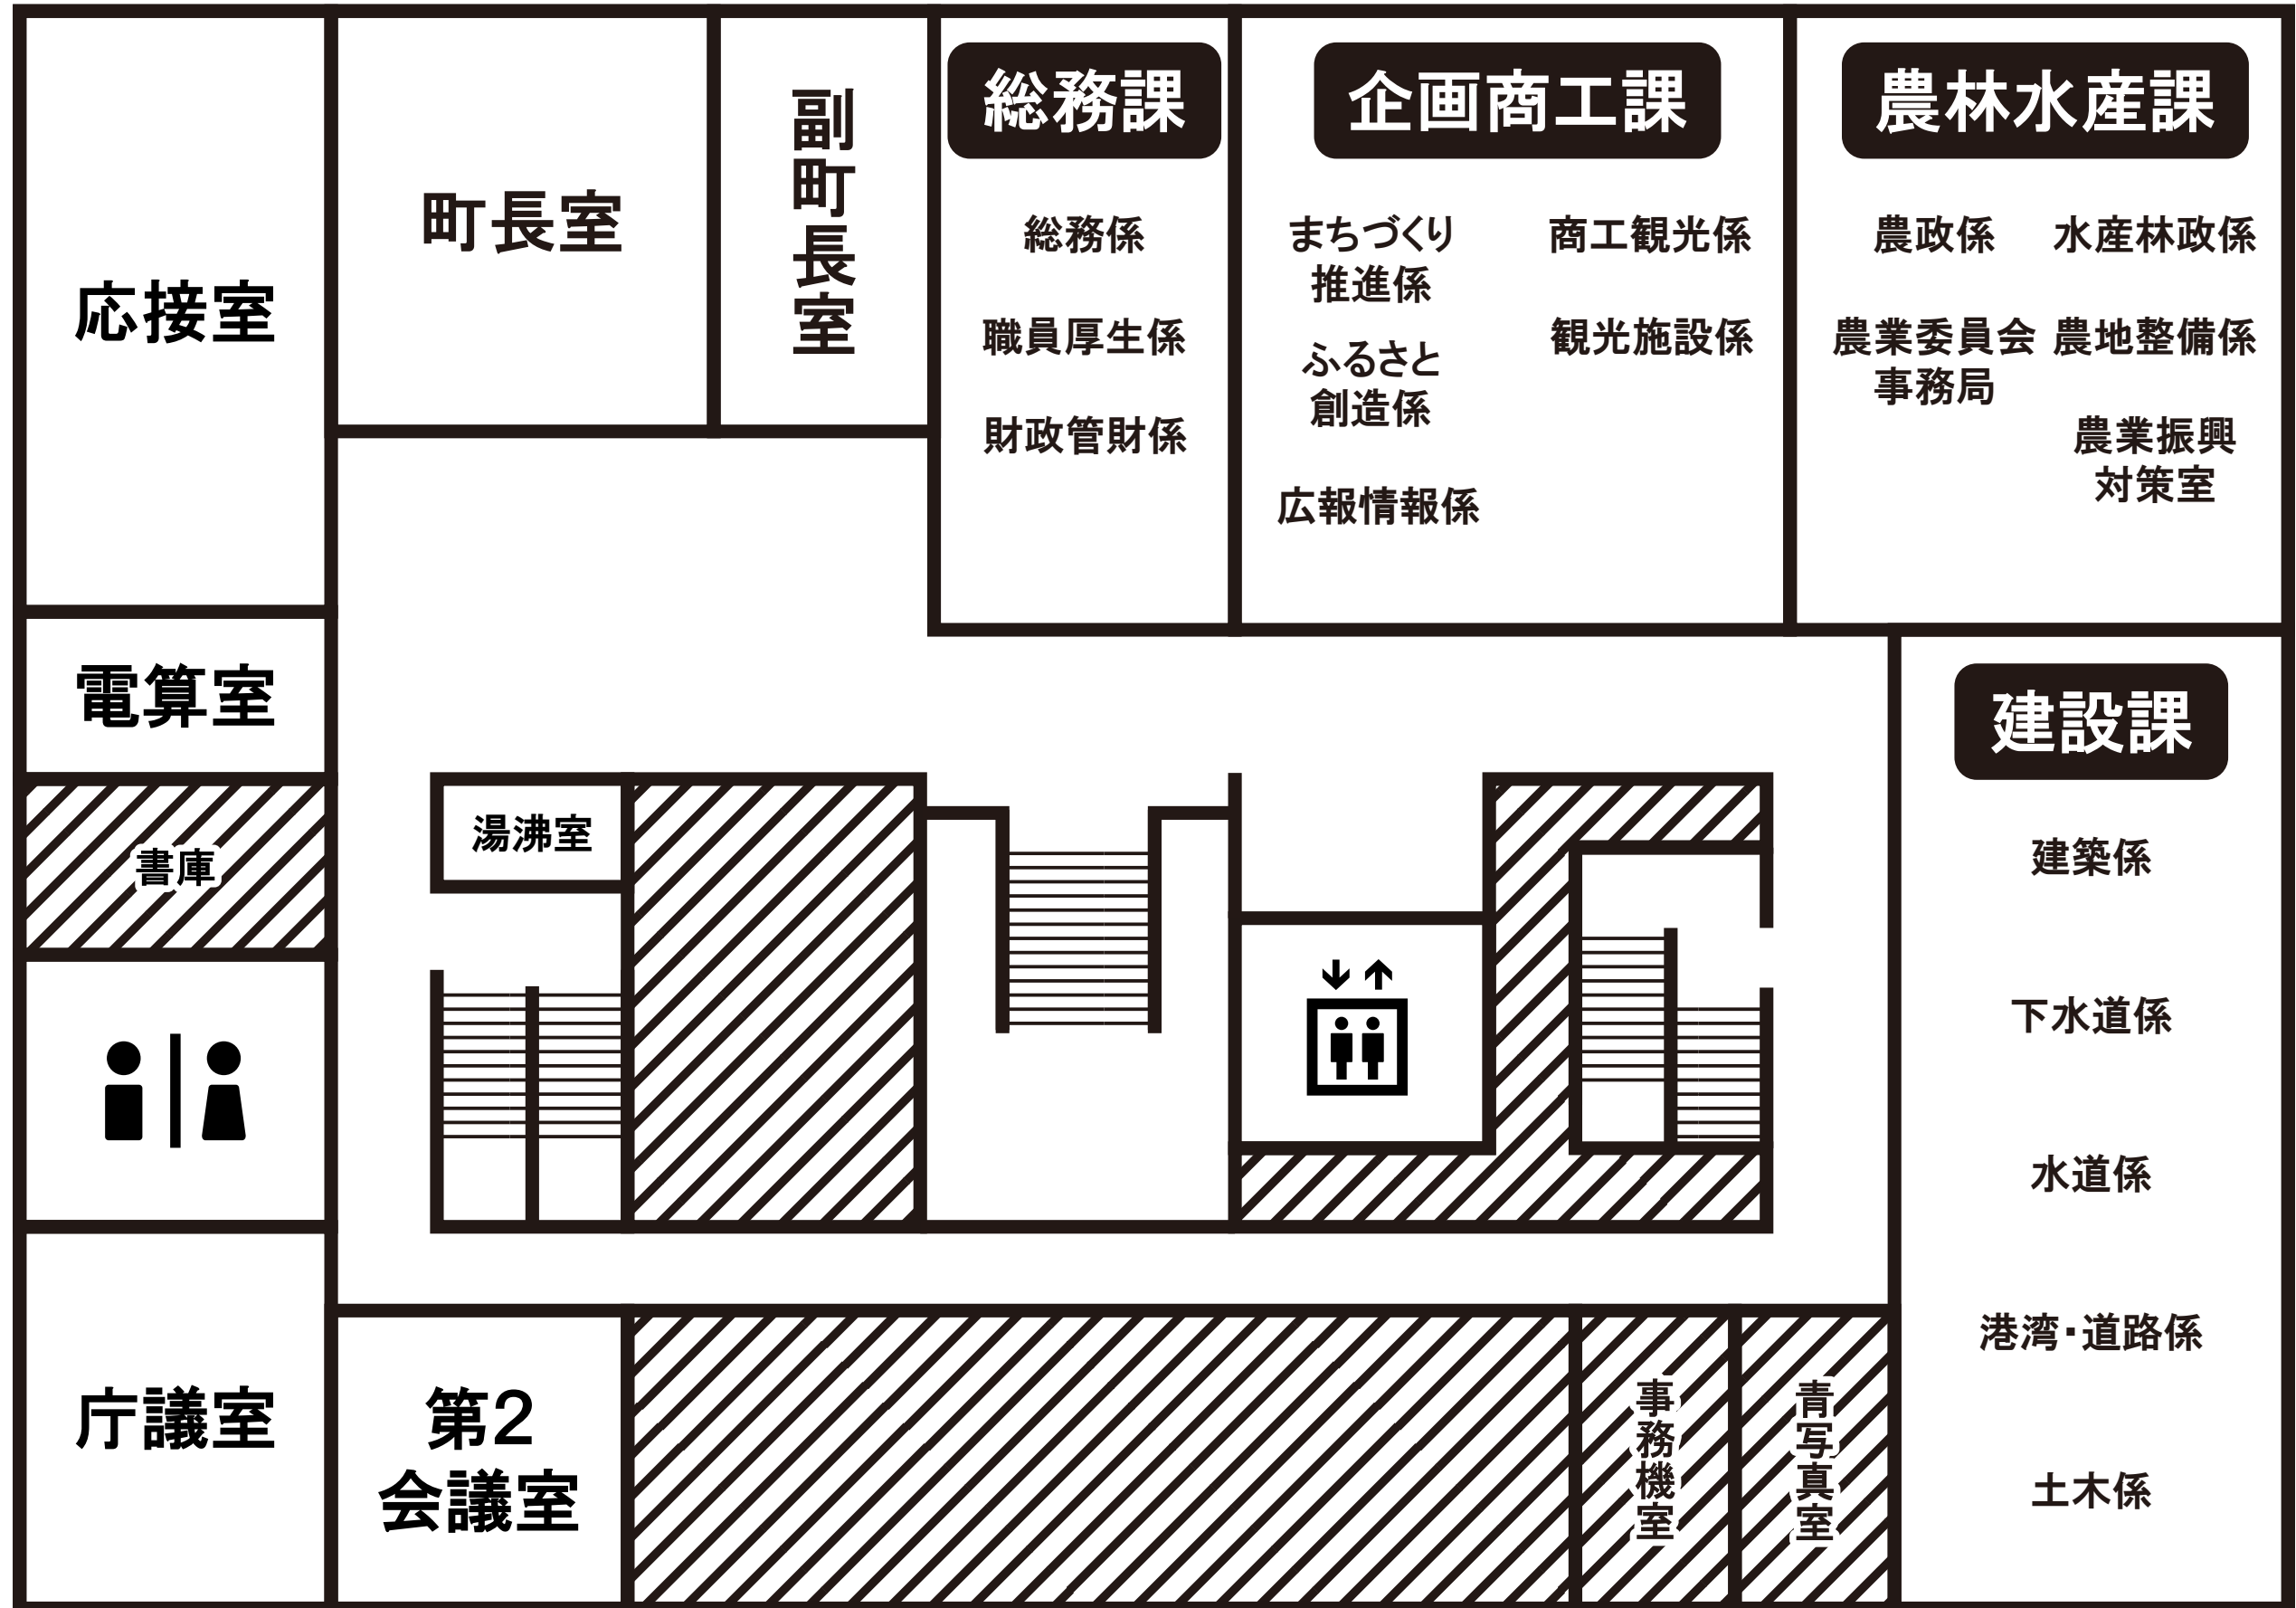 応接室
町長室
副町長室
総務課
総務係
職員厚生係
財政管財係
企画商工課
まちづくり
推進係
ふるさと
創造係
広報情報係
商工観光係
観光施設係
農林水産課
農政係
農業委員会
事務局
水産林政係
農地整備係
農業振興
対策室
電算室
書庫
湯沸室
建設課
建築係
下水道係
水道係
港湾・道路係
土木係
庁議室
第2
会議室
事務機室
青写真室